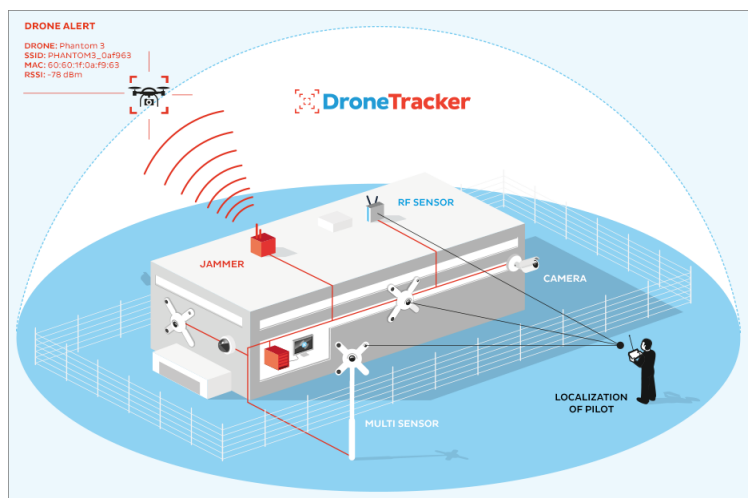 DRONE ALERT
DRONE: Phantom 3
SSID: PHANTOM3_0af963
MAC: 60:60:1f:0a:f9:63
RSSI: -78 dBm
DroneTracker
RF SENSOR
JAMMER
CAMERA
LOCALIZATION
OF PILOT
MULTI SENSOR